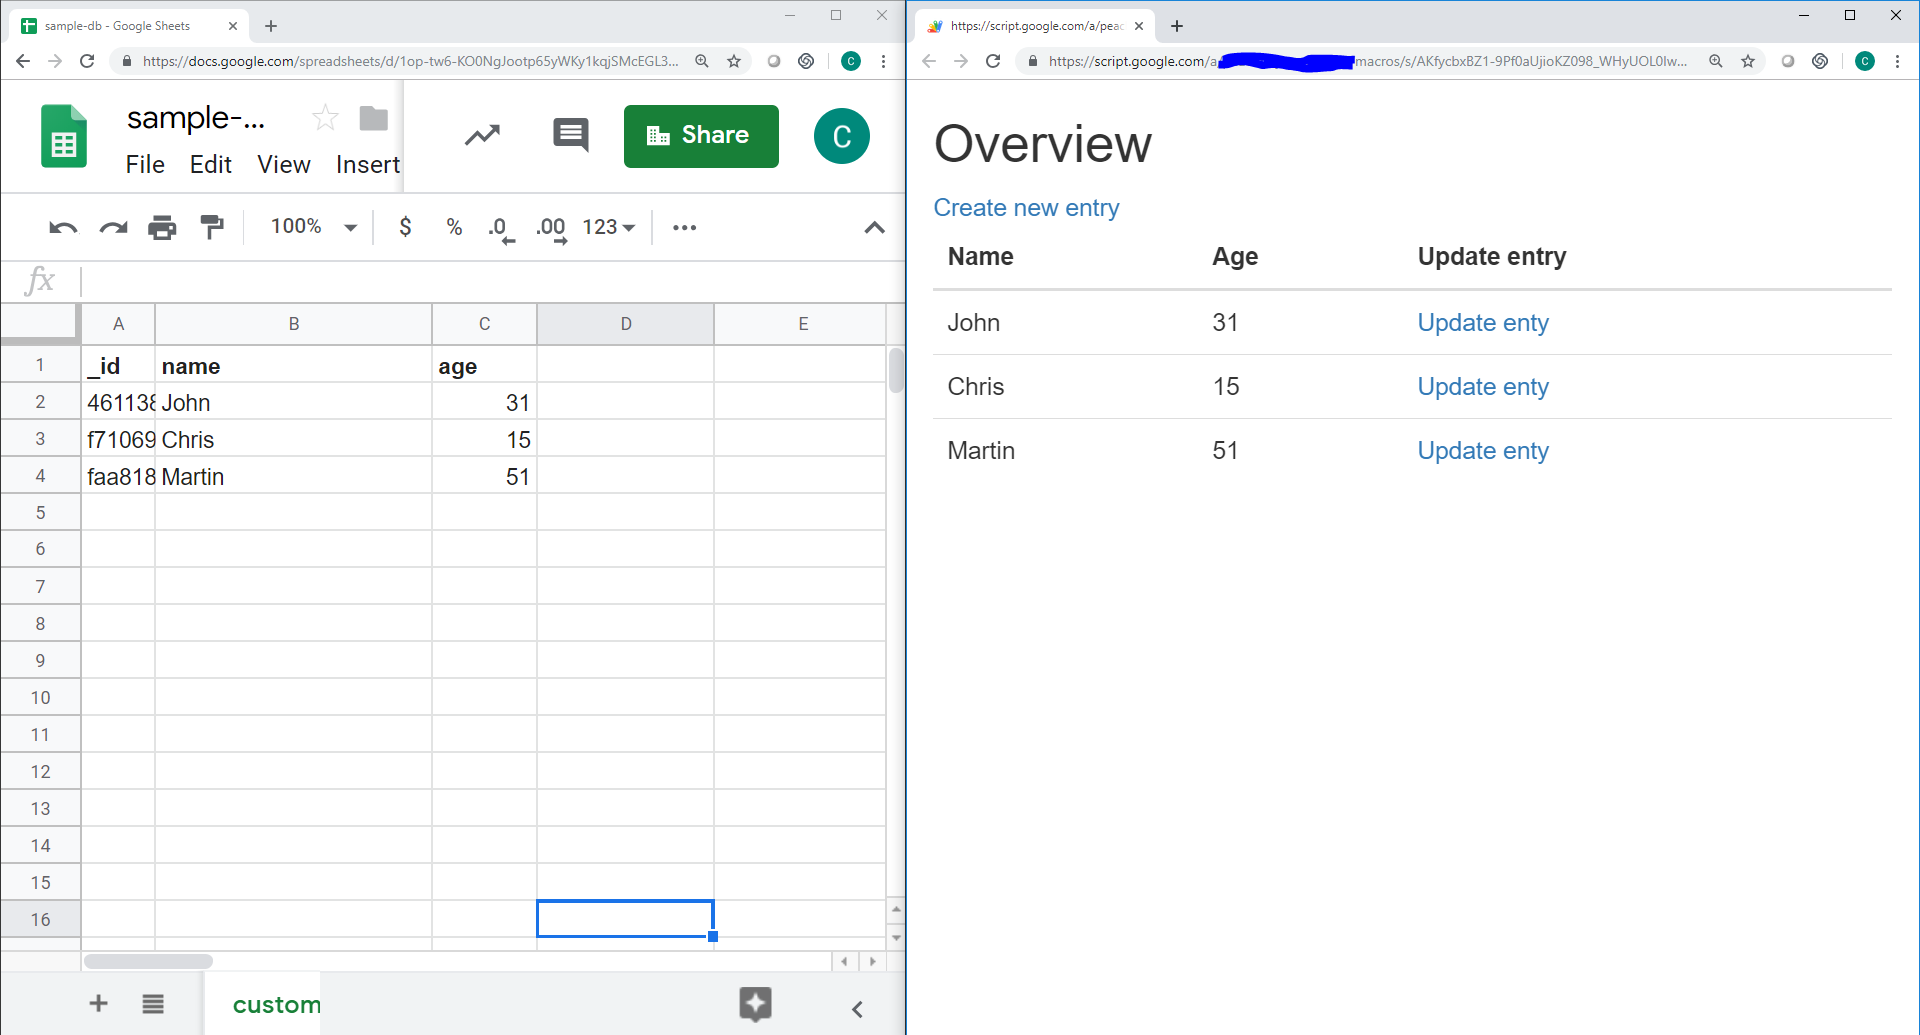 sample-db - Google Sheets
https://docs.google.com/spreadsheets/d/1op-tw6-KO0NgJootp65yWKy1kqjSMcEGL3...
C
sample-...
File Edit View Insert
Share
C
100% $ % .0 .00 123
fx
A B C D E
1 _id name age
2 461138 John 31
3 f71069 Chris 15
4 faa818 Martin 51
5
6
7
8
9
10
11
12
13
14
15
16
custom
https://script.google.com/a/peac
https://script.google.com/a macros/s/AKfycbxBZ1-9Pf0aUjioKZ098_WHyUOL0lw...
C
Overview
Create new entry
Name Age Update entry
John 31 Update enty
Chris 15 Update enty
Martin 51 Update enty